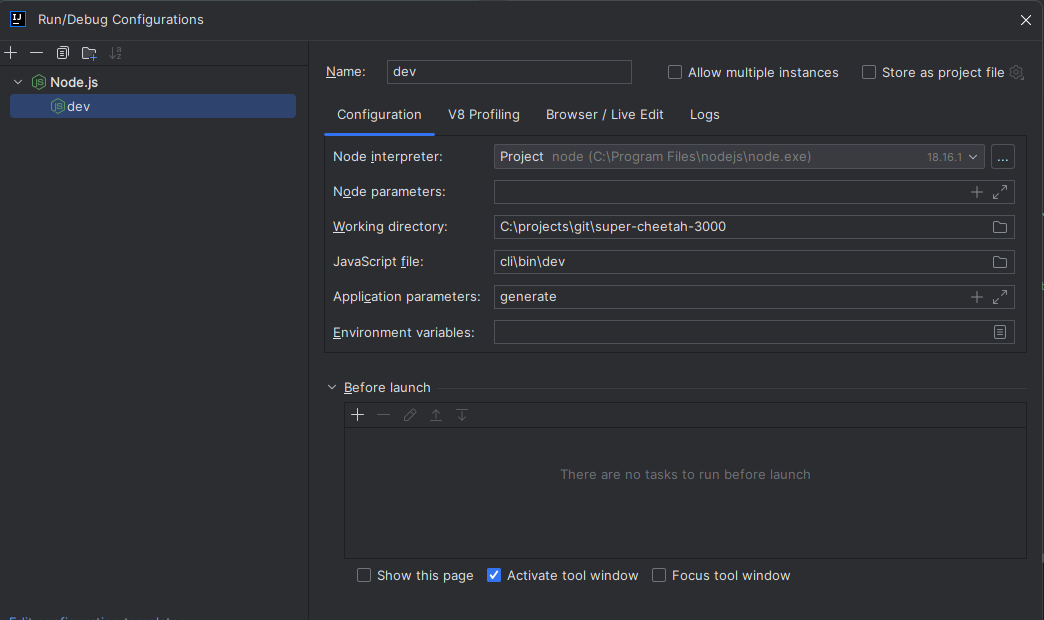 Run/Debug Configurations
Node.js
dev
Name: dev
Allow multiple instances
Store as project file
Configuration V8 Profiling Browser / Live Edit Logs
Node interpreter: Project node (C:\Program Files\nodejs\node.exe) 18.16.1 ...
Node parameters:
Working directory: C:\projects\git\super-cheetah-3000
JavaScript file: cli\bin\dev
Application parameters: generate
Environment variables:
Before launch
There are no tasks to run before launch
Show this page Activate tool window Focus tool window